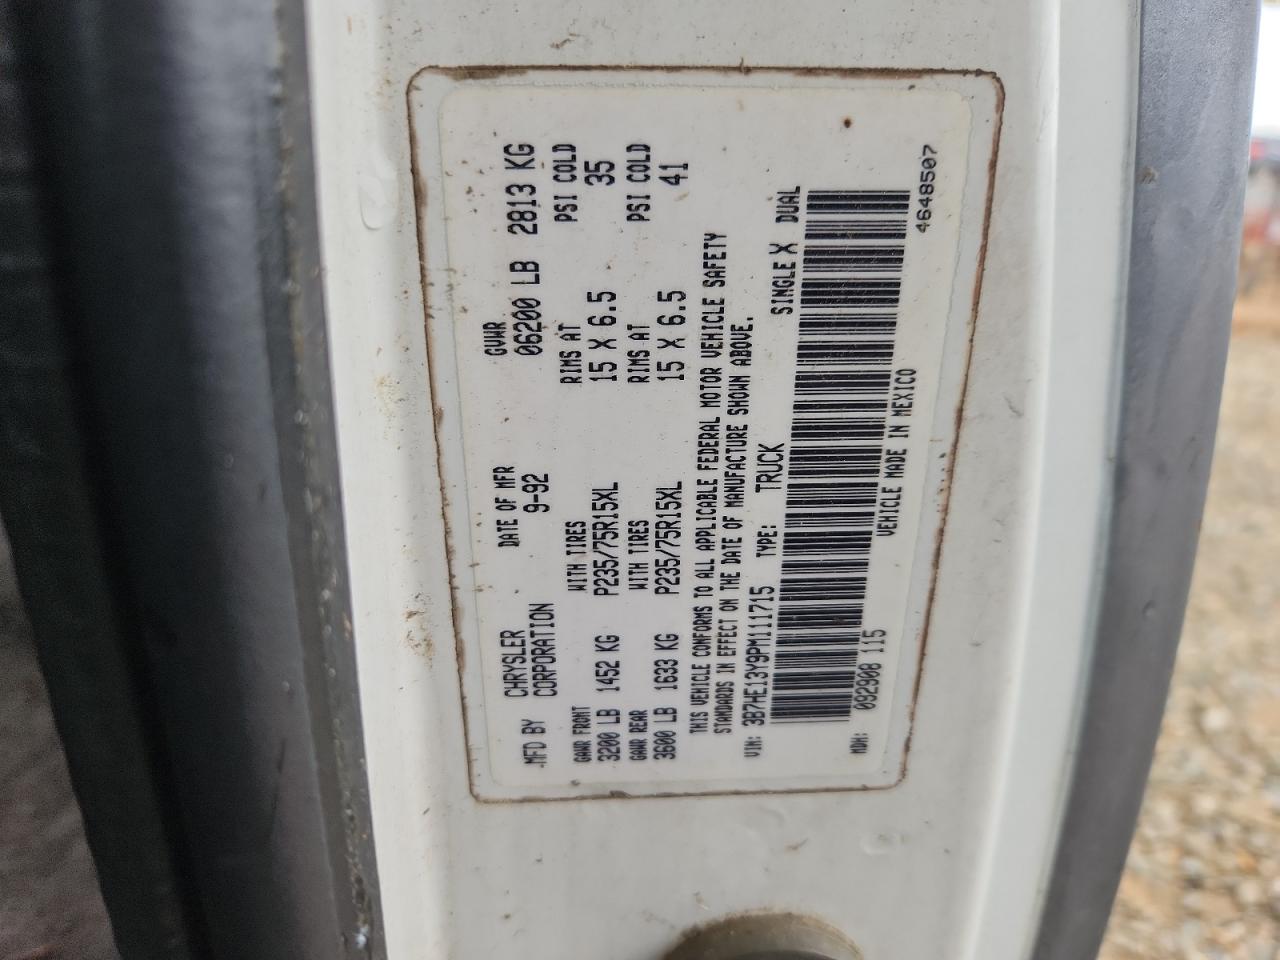 MFD BY CHRYSLER CORPORATION DATE OF MFR 9-92 GVWR 06200 LB 2813 KG
GAWR FRONT WITH TIRES RIMS AT PSI COLD
3200 LB 1452 KG P235/75R15XL 15 X 6.5 35
GAWR REAR WITH TIRES RIMS AT PSI COLD
3600 LB 1633 KG P235/75R15XL 15 X 6.5 41
THIS VEHICLE CONFORMS TO ALL APPLICABLE FEDERAL MOTOR VEHICLE SAFETY
STANDARDS IN EFFECT ON THE DATE OF MANUFACTURE SHOWN ABOVE.
VIN: 3B7HE13Y9PM111715 TYPE: TRUCK SINGLE X DUAL
MDH: 092908 115 VEHICLE MADE IN MEXICO
4648507